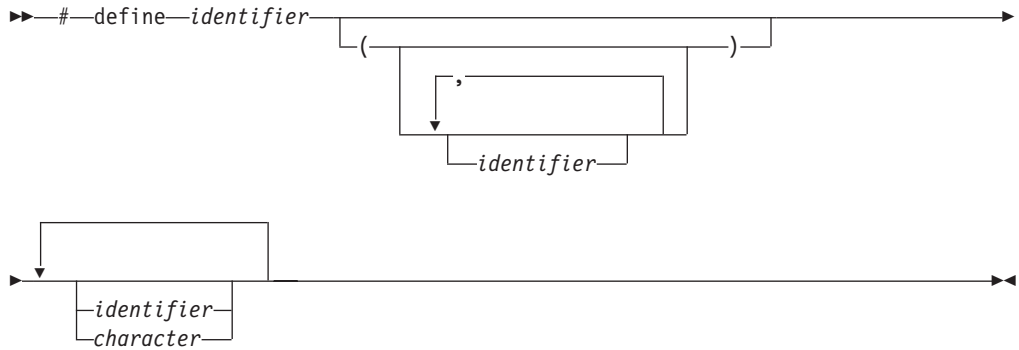 # define identifier
( )
,
identifier
identifier
character